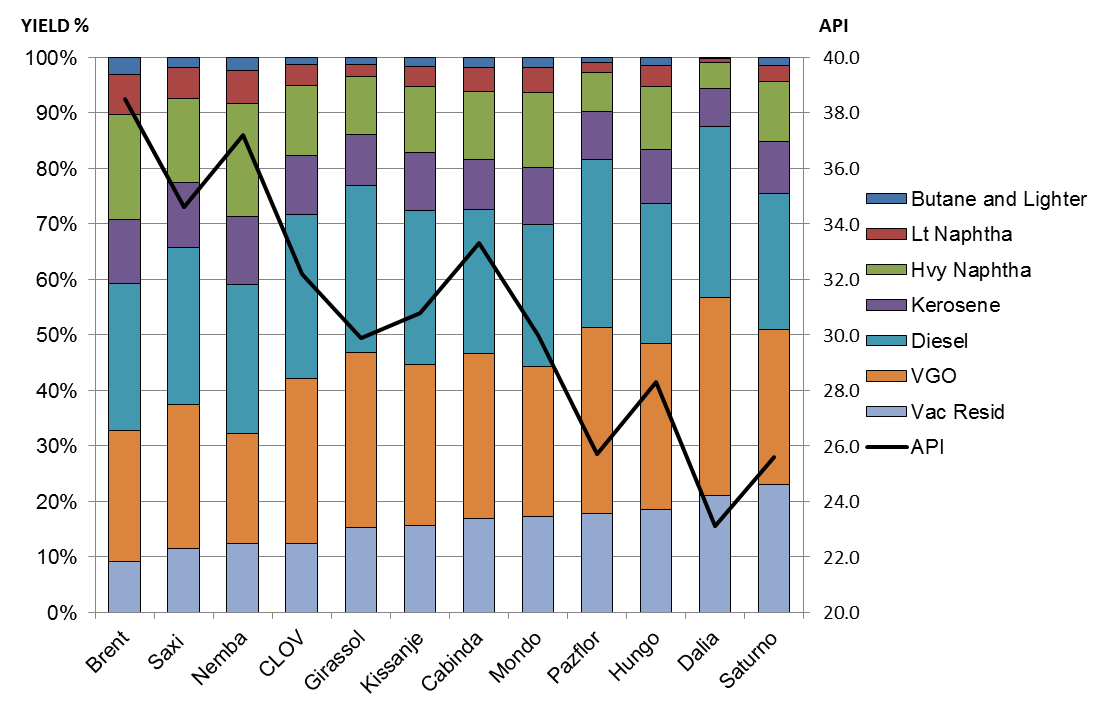 YIELD %
API
100%
90%
80%
70%
60%
50%
40%
30%
20%
10%
0%
40.0
38.0
36.0
34.0
32.0
30.0
28.0
26.0
24.0
22.0
20.0
Butane and Lighter
Lt Naphtha
Hvy Naphtha
Kerosene
Diesel
VGO
Vac Resid
API
Brent
Saxi
Nemba
CLOV
Girassol
Kissanje
Cabinda
Mondo
Pazflor
Hungo
Dalia
Saturno